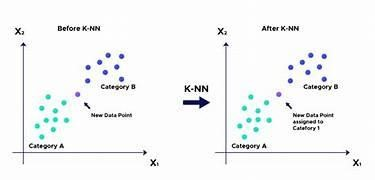 X₂
Before K-NN
Category B
New Data Point
Category A
X₁
K-NN
X₂
After K-NN
Category B
New Data Point
assigned to
Catefory 1
Category A
X₁